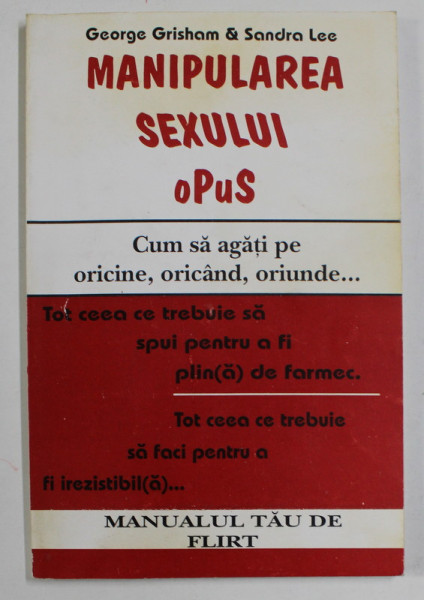 George Grisham & Sandra Lee
MANIPULAREA
SEXULUI
oPuS
Cum să agăți pe
oricine, oricând, oriunde...
Tot ceea ce trebuie să
spui pentru a fi
plin(ă) de farmec.
Tot ceea ce trebuie
să faci pentru a
fi irezistibil(ă)...
MANUALUL TĂU DE
FLIRT